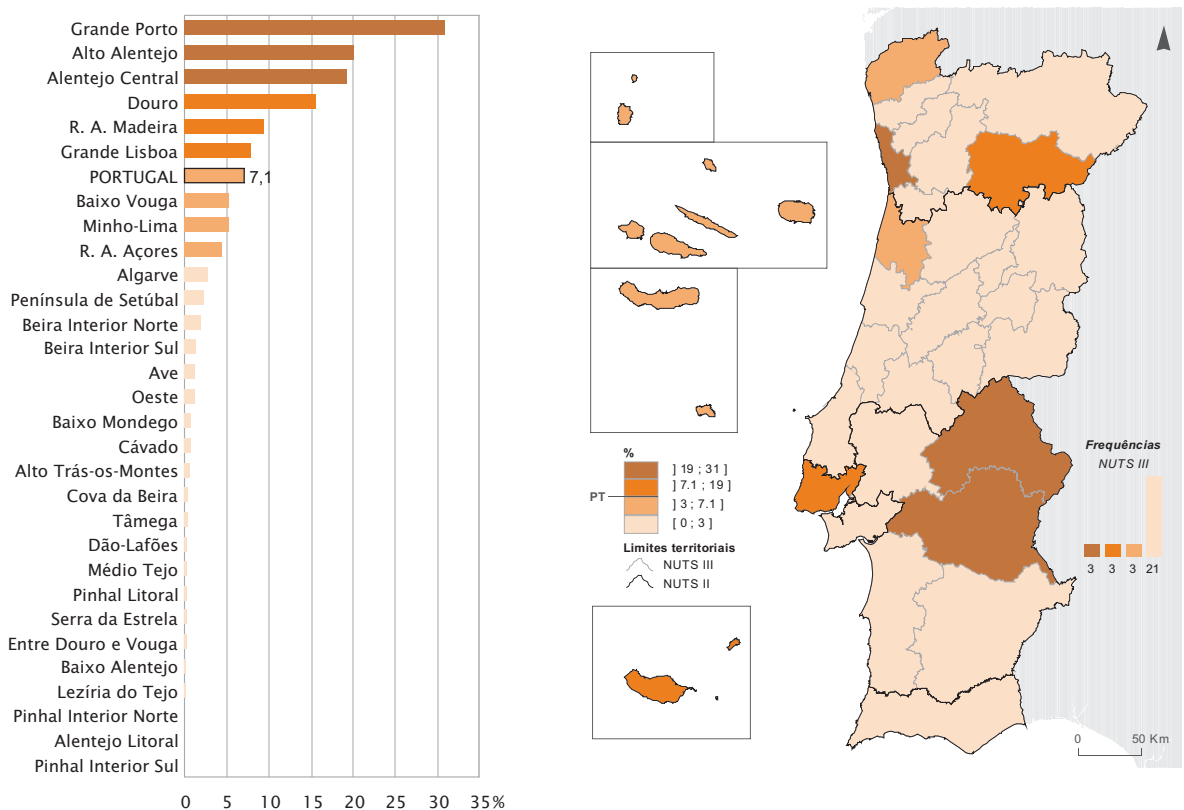 Grande Porto
Alto Alentejo
Alentejo Central
Douro
R. A. Madeira
Grande Lisboa
PORTUGAL 7,1
Baixo Vouga
Minho-Lima
R. A. Açores
Algarve
Península de Setúbal
Beira Interior Norte
Beira Interior Sul
Ave
Oeste
Baixo Mondego
Cávado
Alto Trás-os-Montes
Cova da Beira
Tâmega
Dão-Lafões
Médio Tejo
Pinhal Litoral
Serra da Estrela
Entre Douro e Vouga
Baixo Alentejo
Lezíria do Tejo
Pinhal Interior Norte
Alentejo Litoral
Pinhal Interior Sul
0 5 10 15 20 25 30 35%
%
] 19 ; 31 ]
] 7.1 ; 19 ]
PT
] 3 ; 7.1 ]
[ 0 ; 3 ]
Limites territoriais
NUTS III
NUTS II
Frequências
NUTS III
3 3 3 21
0 50 Km